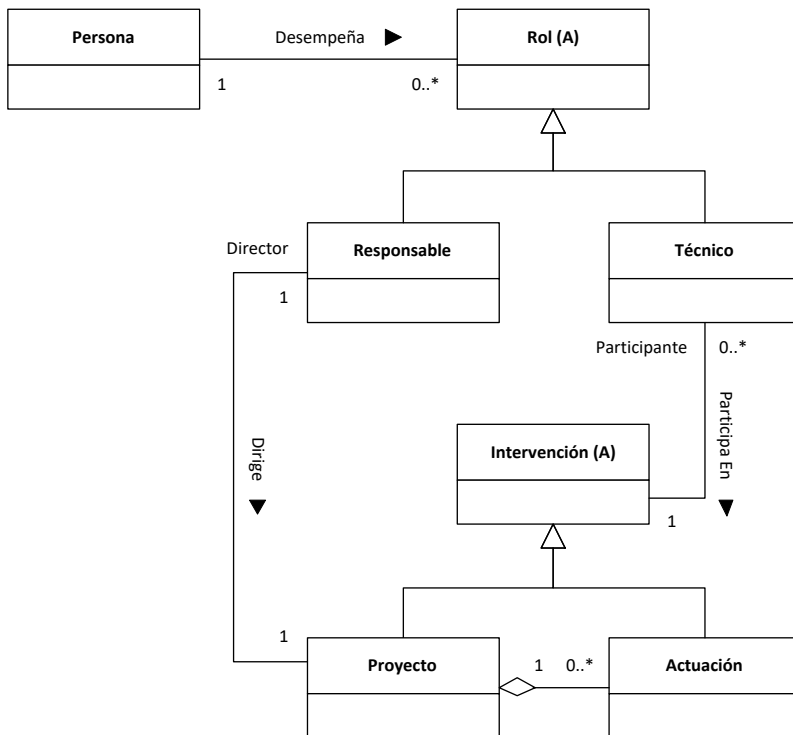 Persona
Desempeña
Rol (A)
1
0..*
Director
Responsable
Técnico
1
Participante
0..*
Dirige
Intervención (A)
Participa En
1
1
Proyecto
1
0..*
Actuación